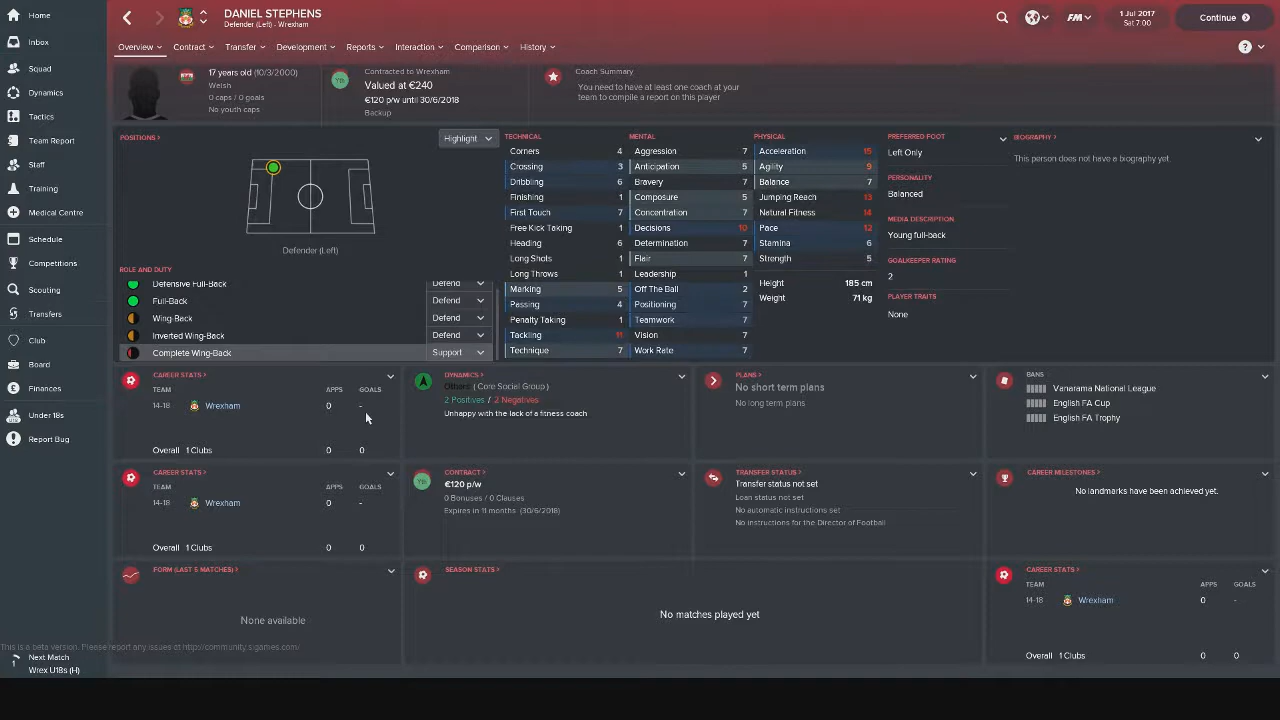 Home
Inbox
Squad
Dynamics
Tactics
Team Report
Staff
Training
Medical Centre
Schedule
Competitions
Scouting
Transfers
Club
Board
Finances
Under 18s
Report Bug
Next Match
Wrex U18s (H)
DANIEL STEPHENS
Defender (Left) - Wrexham
FM
1 Jul 2017
Sat 7:00
Continue
Overview
Contract
Transfer
Development
Reports
Interaction
Comparison
History
?
17 years old (10/3/2000)
Welsh
0 caps / 0 goals
No youth caps
Yth
Contracted to Wrexham
Valued at €240
€120 p/w until 30/6/2018
Backup
Coach Summary
You need to have at least one coach at your
team to compile a report on this player
POSITIONS >
Highlight
Defender (Left)
ROLE AND DUTY
Defensive Full-Back Defend
Full-Back Defend
Wing-Back Defend
Inverted Wing-Back Defend
Complete Wing-Back Support
TECHNICAL
Corners 4
Crossing 3
Dribbling 6
Finishing 1
First Touch 7
Free Kick Taking 1
Heading 6
Long Shots 1
Long Throws 1
Marking 5
Passing 4
Penalty Taking 1
Tackling 11
Technique 7
MENTAL
Aggression 7
Anticipation 5
Bravery 7
Composure 5
Concentration 7
Decisions 10
Determination 7
Flair 7
Leadership 1
Off The Ball 2
Positioning 7
Teamwork 7
Vision 7
Work Rate 7
PHYSICAL
Acceleration 15
Agility 9
Balance 7
Jumping Reach 13
Natural Fitness 14
Pace 12
Stamina 6
Strength 5
Height 185 cm
Weight 71 kg
PREFERRED FOOT
Left Only
PERSONALITY
Balanced
MEDIA DESCRIPTION
Young full-back
GOALKEEPER RATING
2
PLAYER TRAITS
None
BIOGRAPHY >
This person does not have a biography yet.
CAREER STATS >
TEAM APPS GOALS
14-18 Wrexham 0 -
Overall 1 Clubs 0 0
DYNAMICS >
Others ( Core Social Group )
2 Positives / 2 Negatives
Unhappy with the lack of a fitness coach
PLANS >
No short term plans
No long term plans
BANS
Vanarama National League
English FA Cup
English FA Trophy
CAREER STATS >
TEAM APPS GOALS
14-18 Wrexham 0 -
Overall 1 Clubs 0 0
Yth
CONTRACT >
€120 p/w
0 Bonuses / 0 Clauses
Expires in 11 months (30/6/2018)
TRANSFER STATUS >
Transfer status not set
Loan status not set
No automatic instructions set
No instructions for the Director of Football
CAREER MILESTONES >
No landmarks have been achieved yet.
FORM (LAST 5 MATCHES) >
None available
SEASON STATS >
No matches played yet
CAREER STATS >
TEAM APPS GOALS
14-18 Wrexham 0 -
Overall 1 Clubs 0 0
This is a beta version. Please report any issues at http://community.sigames.com/